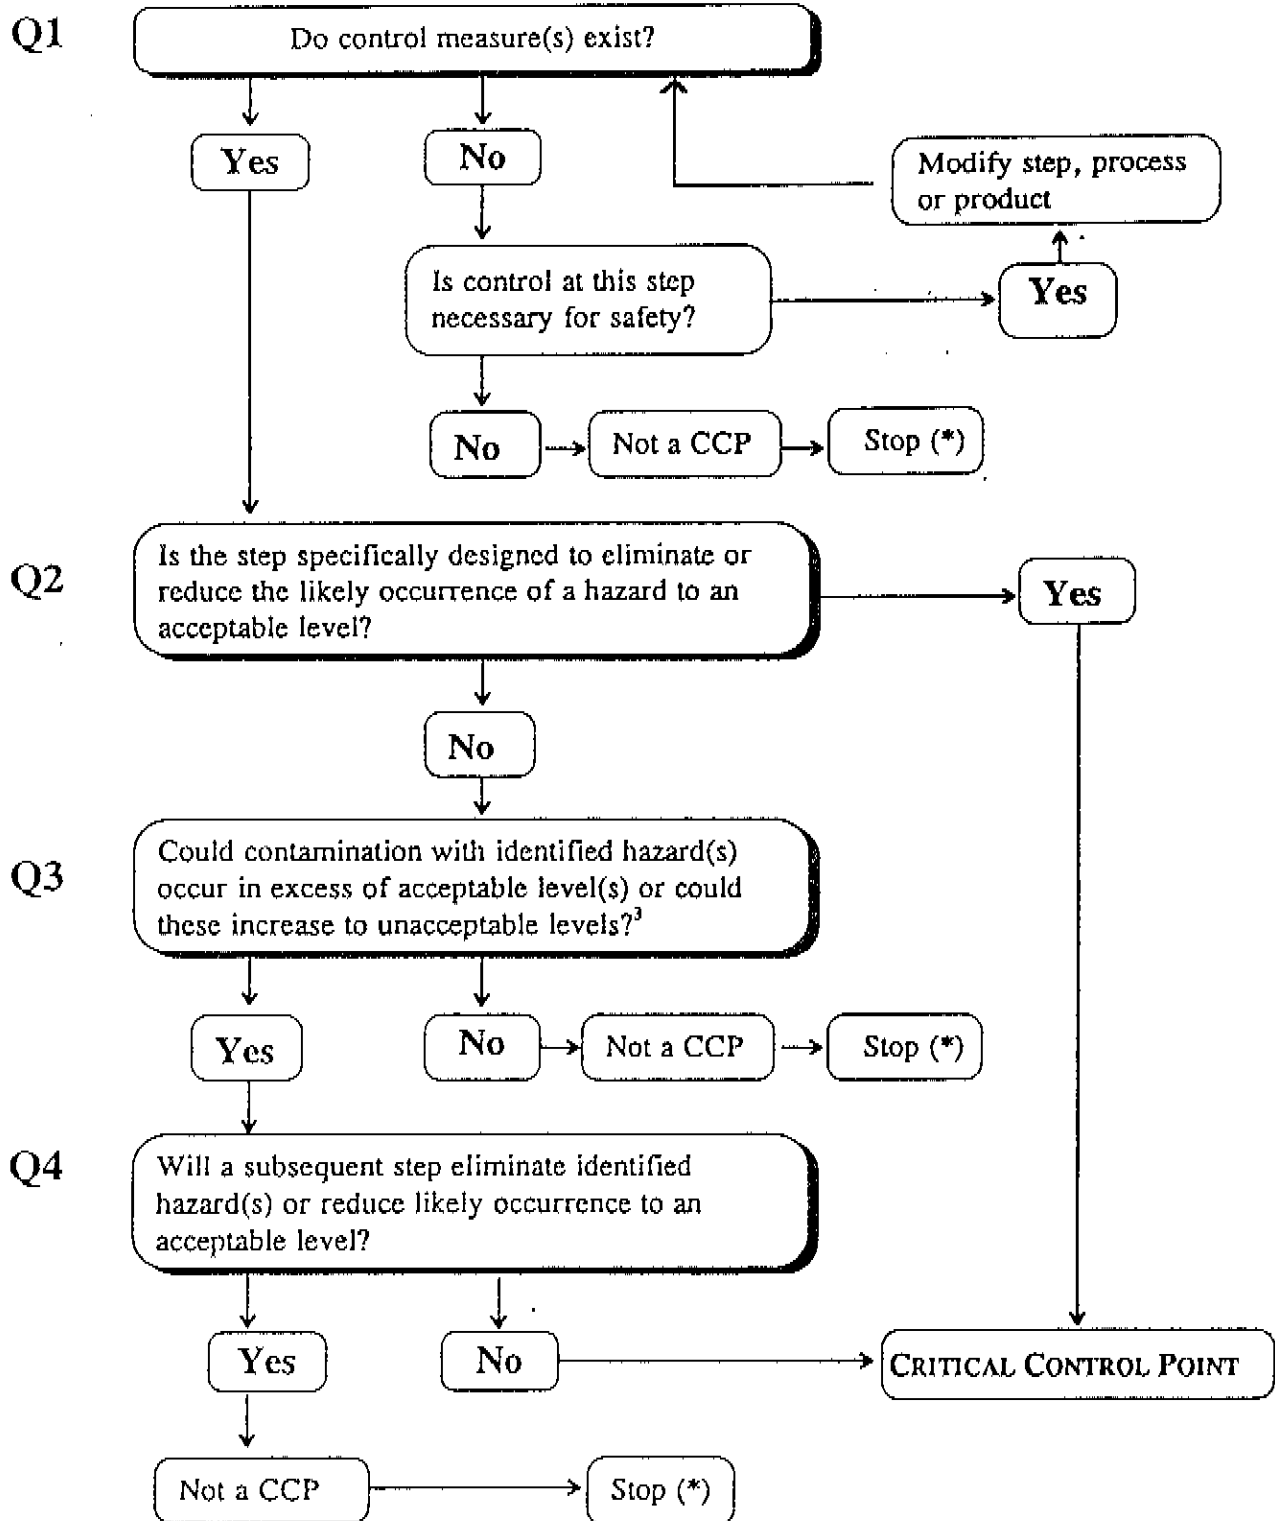 Q1
Do control measure(s) exist?
Yes
No
Modify step, process
or product
Is control at this step
necessary for safety?
Yes
No
Not a CCP
Stop (*)
Q2
Is the step specifically designed to eliminate or
reduce the likely occurrence of a hazard to an
acceptable level?
Yes
No
Q3
Could contamination with identified hazard(s)
occur in excess of acceptable level(s) or could
these increase to unacceptable levels?³
Yes
No
Not a CCP
Stop (*)
Q4
Will a subsequent step eliminate identified
hazard(s) or reduce likely occurrence to an
acceptable level?
Yes
No
CRITICAL CONTROL POINT
Not a CCP
Stop (*)